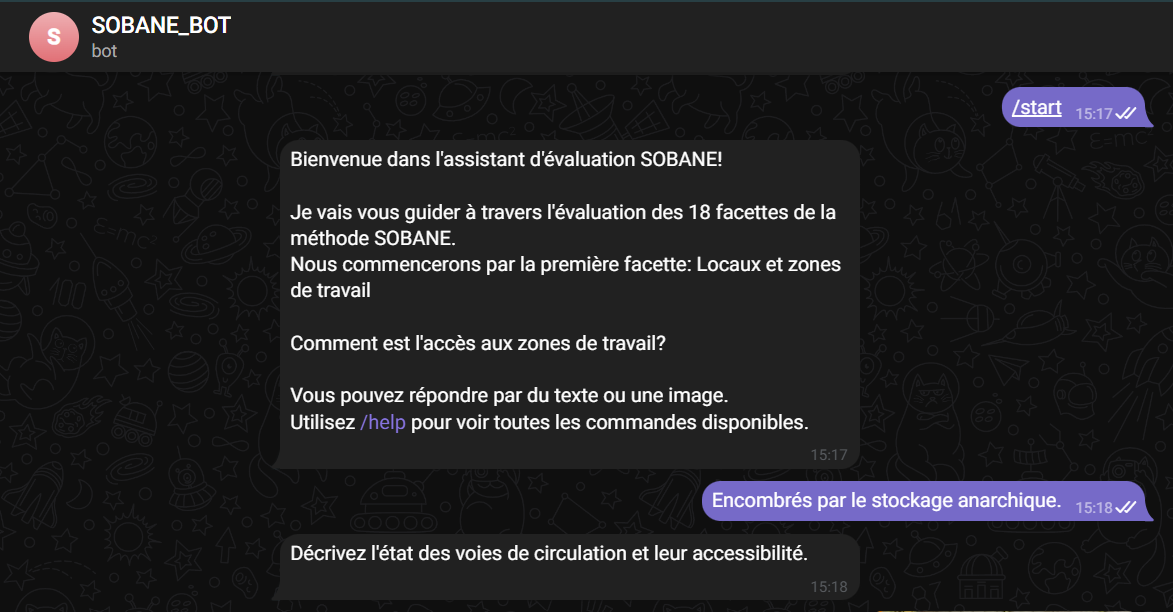 S
SOBANE_BOT
bot
/start 15:17
Bienvenue dans l'assistant d'évaluation SOBANE!
Je vais vous guider à travers l'évaluation des 18 facettes de la
méthode SOBANE.
Nous commencerons par la première facette: Locaux et zones
de travail
Comment est l'accès aux zones de travail?
Vous pouvez répondre par du texte ou une image.
Utilisez /help pour voir toutes les commandes disponibles.
15:17
Encombrés par le stockage anarchique. 15:18
Décrivez l'état des voies de circulation et leur accessibilité.
15:18